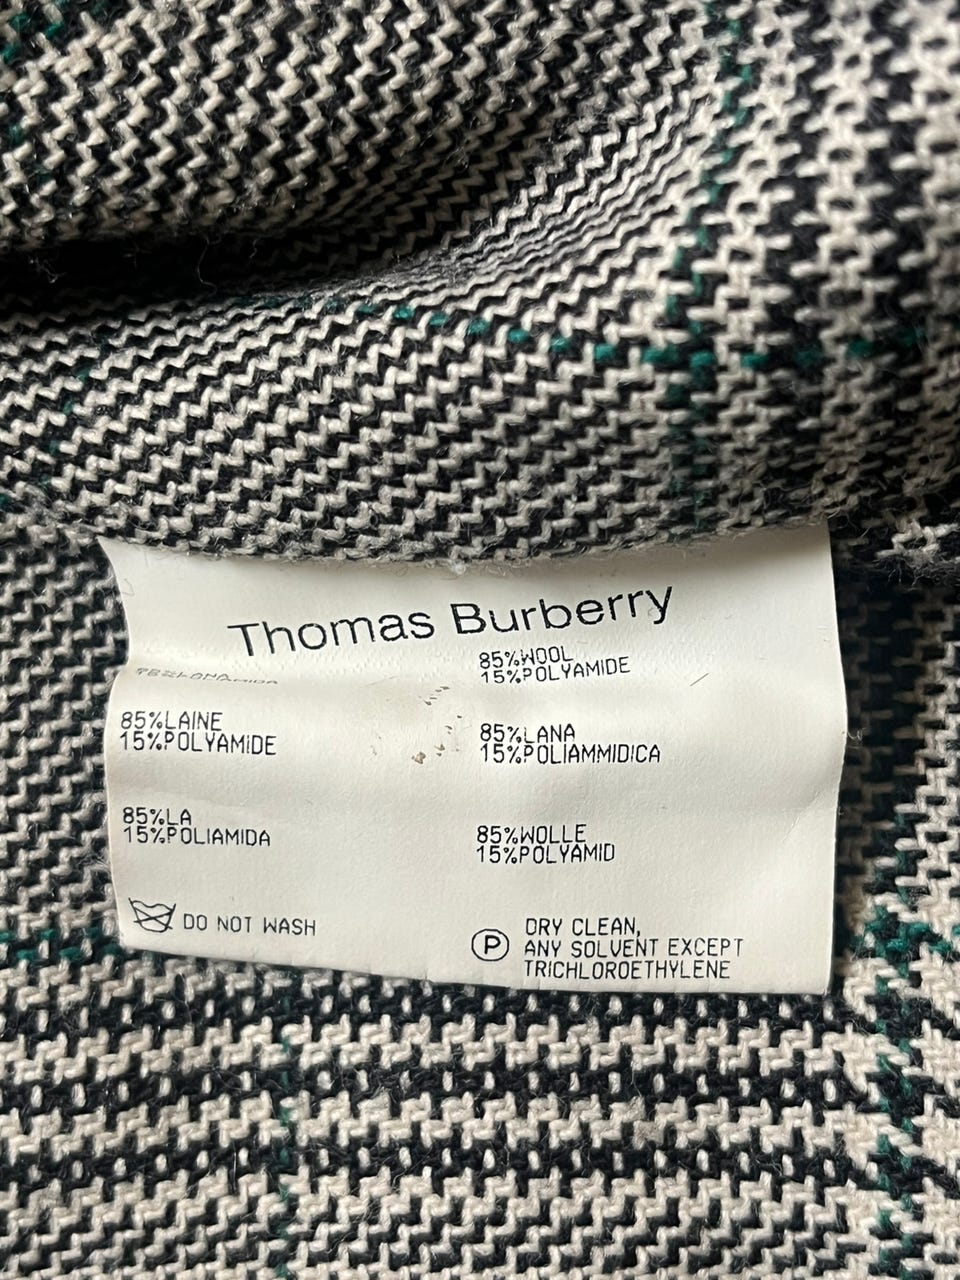 Thomas Burberry
85%WOOL
15%POLYAMIDE
85%LAINE
15%POLYAMIDE
85%LANA
15%POLIAMMIDICA
85%LA
15%POLIAMIDA
85%WOLLE
15%POLYAMID
DO NOT WASH
P
DRY CLEAN,
ANY SOLVENT EXCEPT
TRICHLOROETHYLENE